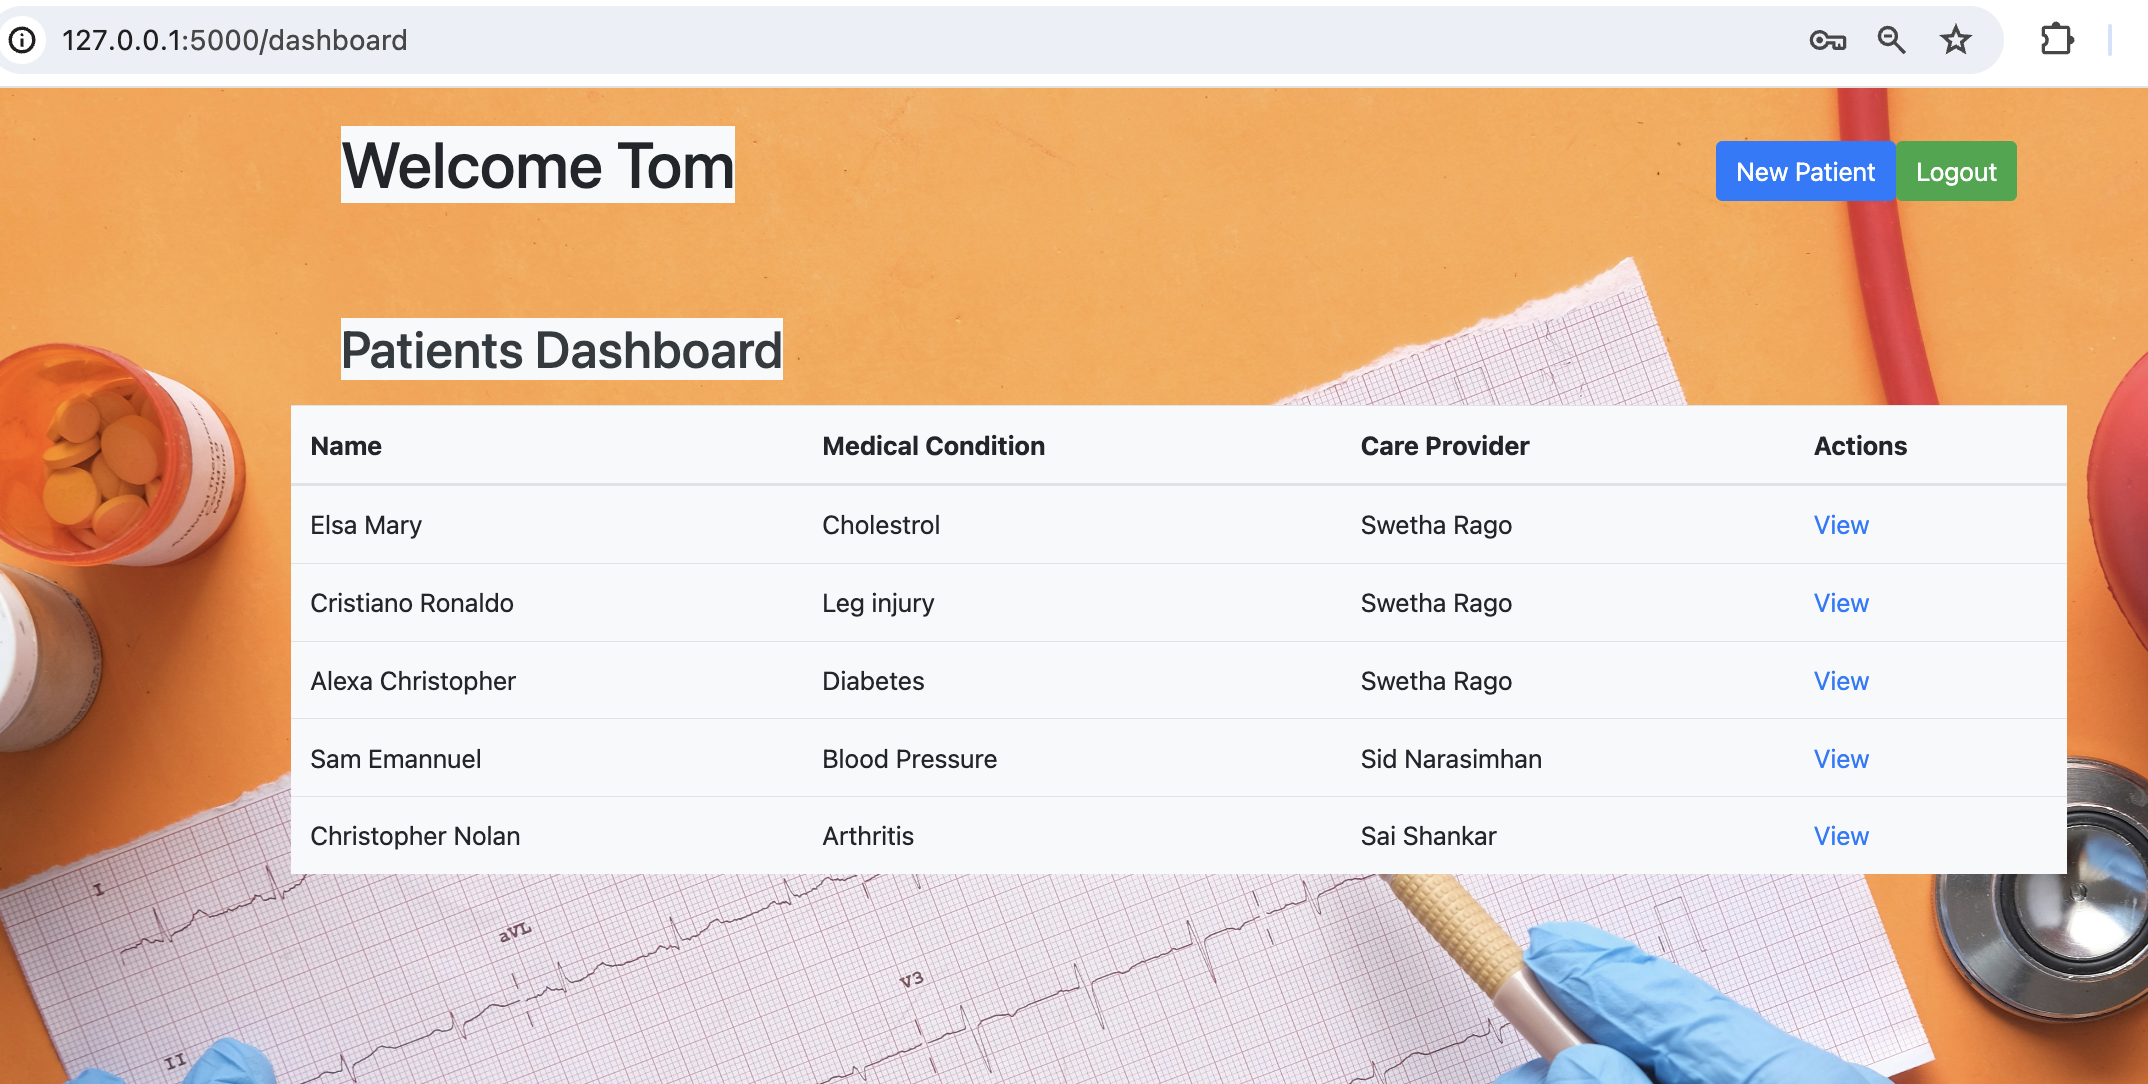 127.0.0.1:5000/dashboard
Welcome Tom
New Patient Logout
Patients Dashboard
Name Medical Condition Care Provider Actions
Elsa Mary Cholestrol Swetha Rago View
Cristiano Ronaldo Leg injury Swetha Rago View
Alexa Christopher Diabetes Swetha Rago View
Sam Emannuel Blood Pressure Sid Narasimhan View
Christopher Nolan Arthritis Sai Shankar View
I
aVL
V3
II